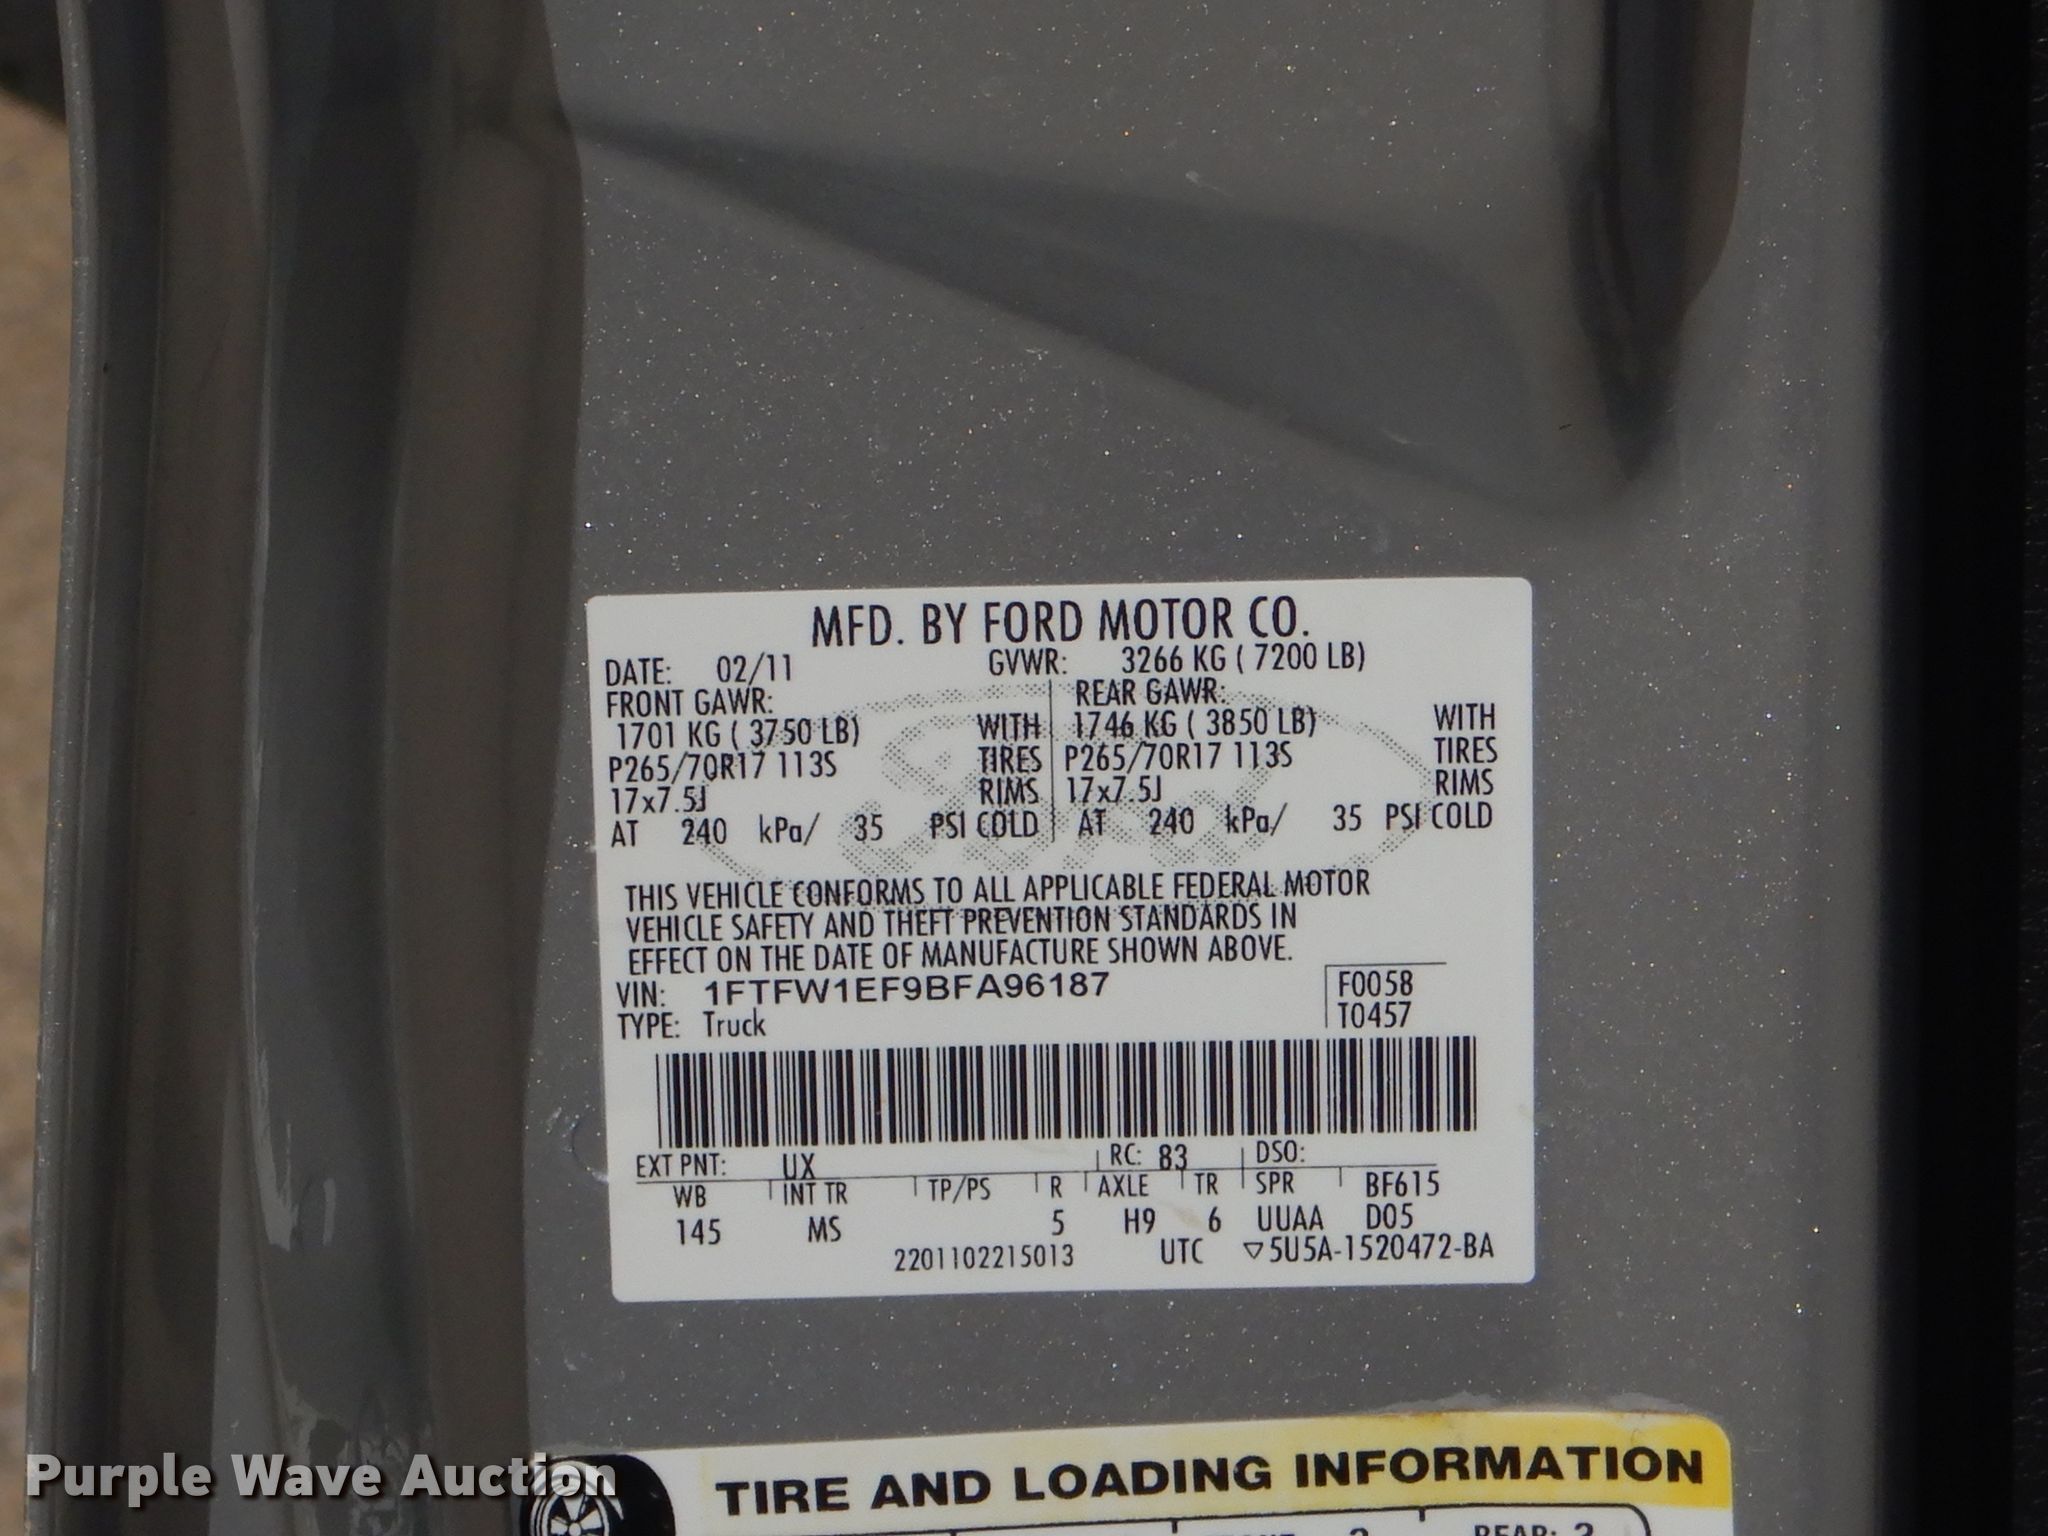 MFD. BY FORD MOTOR CO.
DATE: 02/11 GVWR: 3266 KG ( 7200 LB)
FRONT GAWR: REAR GAWR:
1701 KG ( 3750 LB) WITH 1746 KG ( 3850 LB) WITH
P265/70R17 113S TIRES P265/70R17 113S TIRES
17x7.5J RIMS 17x7.5J RIMS
AT 240 kPa/ 35 PSI COLD AT 240 kPa/ 35 PSI COLD
THIS VEHICLE CONFORMS TO ALL APPLICABLE FEDERAL MOTOR
VEHICLE SAFETY AND THEFT PREVENTION STANDARDS IN
EFFECT ON THE DATE OF MANUFACTURE SHOWN ABOVE.
VIN: 1FTFW1EF9BFA96187 F0058
TYPE: Truck T0457
EXT PNT: UX RC: 83 DSO:
WB INT TR TP/PS R AXLE TR SPR BF615
145 MS 5 H9 6 UUAA D05
2201102215013 UTC ▽5U5A-1520472-BA
TIRE AND LOADING INFORMATION
REAR: 2
Purple Wave Auction